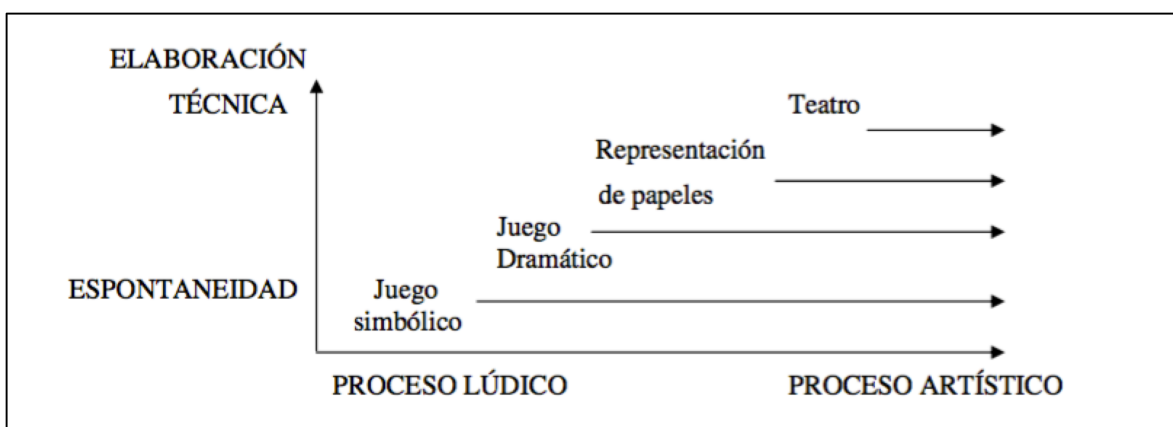 ELABORACIÓN
TÉCNICA
Teatro
Representación
de papeles
Juego
Dramático
ESPONTANEIDAD
Juego
simbólico
PROCESO LÚDICO
PROCESO ARTÍSTICO